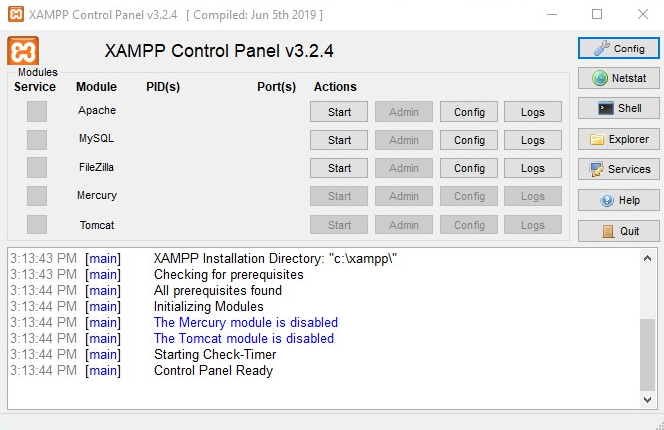 XAMPP Control Panel v3.2.4 [ Compiled: Jun 5th 2019 ]
XAMPP Control Panel v3.2.4
Config
Modules
Service Module PID(s) Port(s) Actions
Netstat
Apache Start Admin Config Logs
Shell
MySQL Start Admin Config Logs
Explorer
FileZilla Start Admin Config Logs
Services
Mercury Start Admin Config Logs
Help
Tomcat Start Admin Config Logs
Quit
3:13:43 PM [main] XAMPP Installation Directory: "c:\xampp\"
3:13:43 PM [main] Checking for prerequisites
3:13:44 PM [main] All prerequisites found
3:13:44 PM [main] Initializing Modules
3:13:44 PM [main] The Mercury module is disabled
3:13:44 PM [main] The Tomcat module is disabled
3:13:44 PM [main] Starting Check-Timer
3:13:44 PM [main] Control Panel Ready